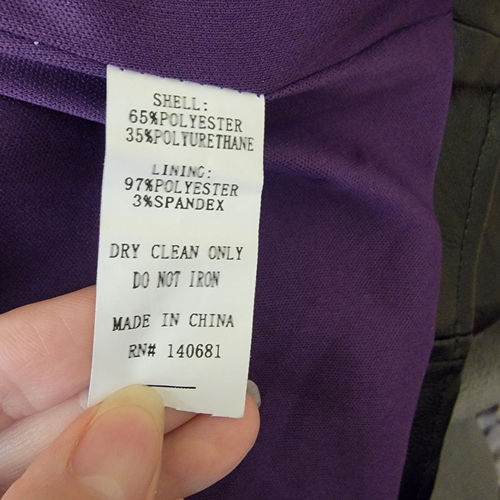 SHELL:
65%POLYESTER
35%POLYURETHANE
LINING:
97%POLYESTER
3%SPANDEX
DRY CLEAN ONLY
DO NOT IRON
MADE IN CHINA
RN# 140681